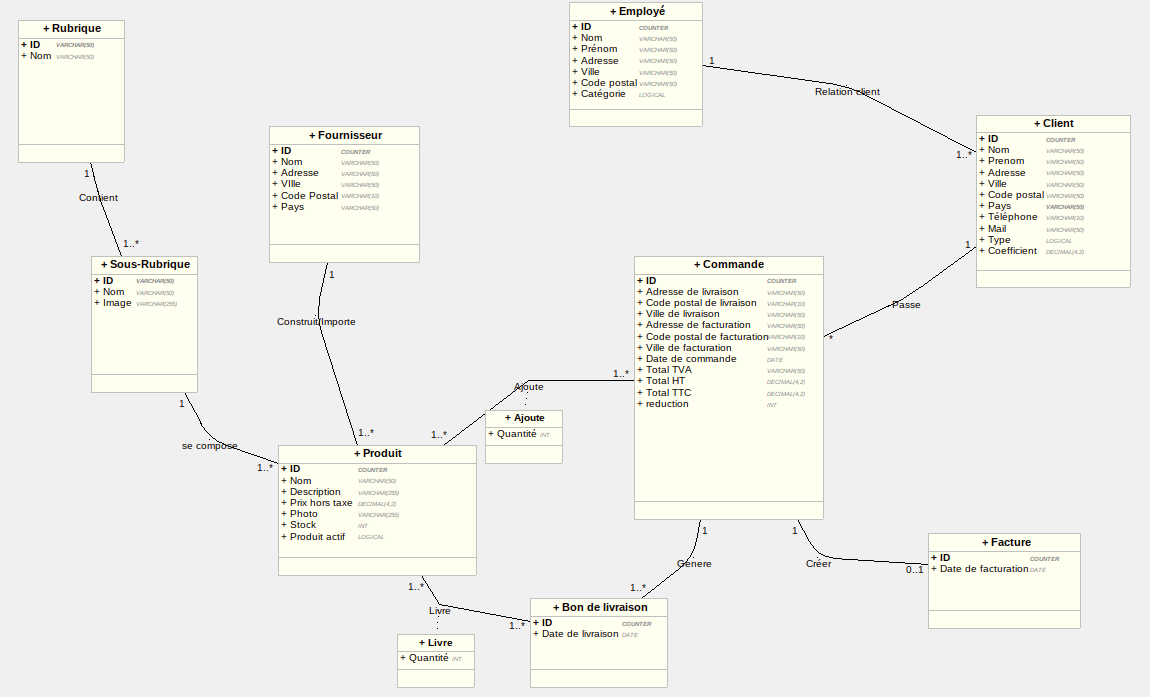 + Rubrique
+ ID VARCHAR(50)
+ Nom VARCHAR(50)
1
Contient
1..*
+ Sous-Rubrique
+ ID VARCHAR(50)
+ Nom VARCHAR(50)
+ Image VARCHAR(255)
1
se compose
1..*
+ Fournisseur
+ ID COUNTER
+ Nom VARCHAR(50)
+ Adresse VARCHAR(50)
+ VIlle VARCHAR(50)
+ Code Postal VARCHAR(10)
+ Pays VARCHAR(50)
1
Construit/Importe
1..*
+ Produit
+ ID COUNTER
+ Nom VARCHAR(50)
+ Description VARCHAR(255)
+ Prix hors taxe DECIMAL(4,2)
+ Photo VARCHAR(255)
+ Stock INT
+ Produit actif LOGICAL
1..*
Ajoute
1..*
+ Ajoute
+ Quantité INT
+ Employé
+ ID COUNTER
+ Nom VARCHAR(50)
+ Prénom VARCHAR(50)
+ Adresse VARCHAR(50)
+ Ville VARCHAR(50)
+ Code postal VARCHAR(50)
+ Catégorie LOGICAL
1
Relation client
1..*
+ Client
+ ID COUNTER
+ Nom VARCHAR(50)
+ Prenom VARCHAR(50)
+ Adresse VARCHAR(50)
+ Ville VARCHAR(50)
+ Code postal VARCHAR(50)
+ Pays VARCHAR(50)
+ Téléphone VARCHAR(10)
+ Mail VARCHAR(50)
+ Type LOGICAL
+ Coefficient DECIMAL(4,2)
1
Passe
*
+ Commande
+ ID COUNTER
+ Adresse de livraison VARCHAR(50)
+ Code postal de livraison VARCHAR(10)
+ Ville de livraison VARCHAR(50)
+ Adresse de facturation VARCHAR(50)
+ Code postal de facturation VARCHAR(10)
+ Ville de facturation VARCHAR(50)
+ Date de commande DATE
+ Total TVA VARCHAR(50)
+ Total HT DECIMAL(4,2)
+ Total TTC DECIMAL(4,2)
+ reduction INT
1
Génere
1..*
1
Créer
0..1
+ Facture
+ ID COUNTER
+ Date de facturation DATE
1..*
Livre
1..*
+ Livre
+ Quantité INT
+ Bon de livraison
+ ID COUNTER
+ Date de livraison DATE